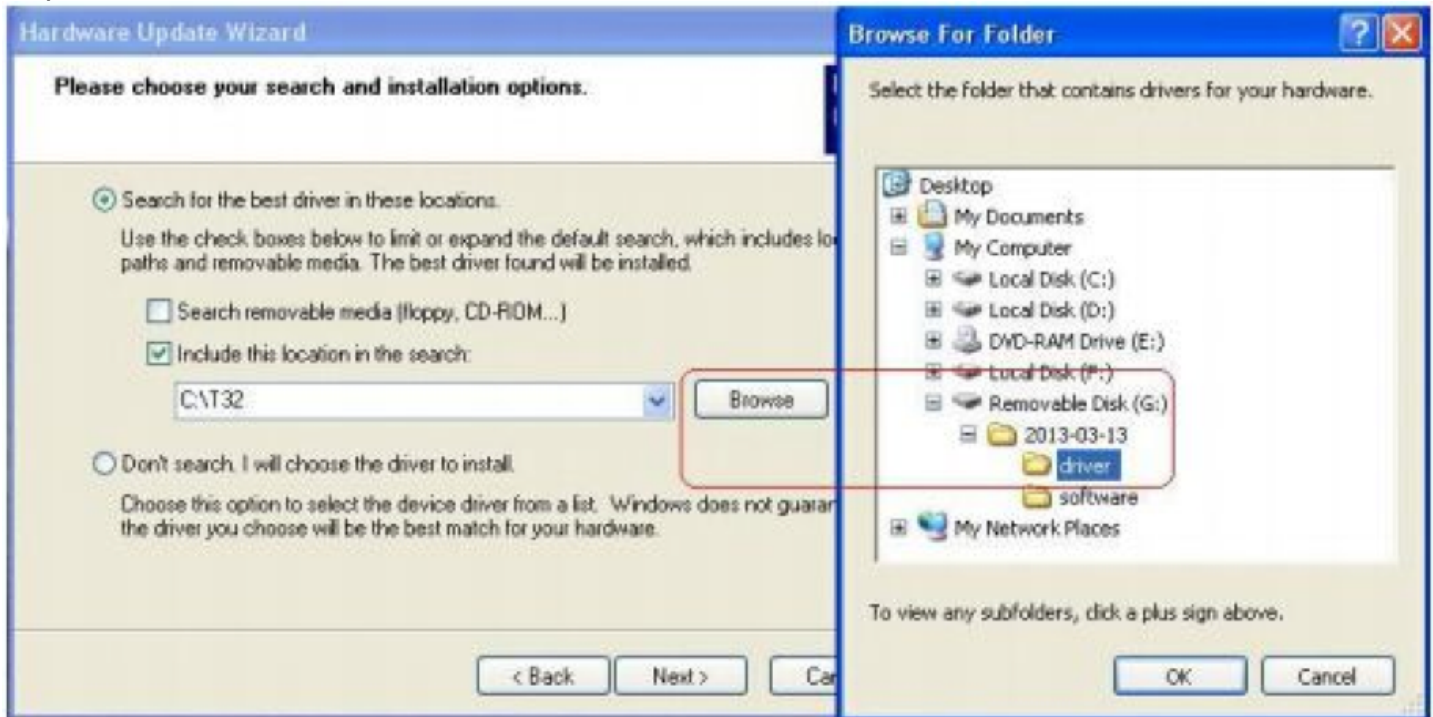 Hardware Update Wizard
Please choose your search and installation options.
Search for the best driver in these locations.
Use the check boxes below to limit or expand the default search, which includes lo
paths and removable media. The best driver found will be installed.
Search removable media (floppy, CD-ROM...)
Include this location in the search:
C:\T32
Browse
Don't search. I will choose the driver to install.
Choose this option to select the device driver from a list. Windows does not guaran
the driver you choose will be the best match for your hardware.
< Back
Next >
Can
Browse For Folder
Select the folder that contains drivers for your hardware.
Desktop
My Documents
My Computer
Local Disk (C:)
Local Disk (D:)
DVD-RAM Drive (E:)
Local Disk (F:)
Removable Disk (G:)
2013-03-13
driver
software
My Network Places
To view any subfolders, click a plus sign above.
OK
Cancel